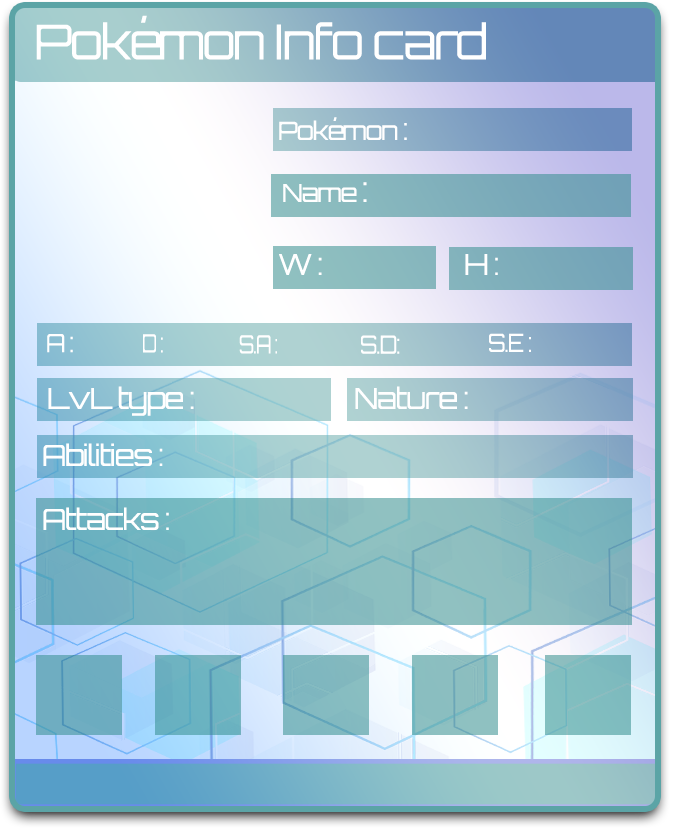 Pokémon Info card
Pokémon :
Name :
W : H :
A : D : S.A : S.D: S.E :
LvL type : Nature :
Abilities :
Attacks :